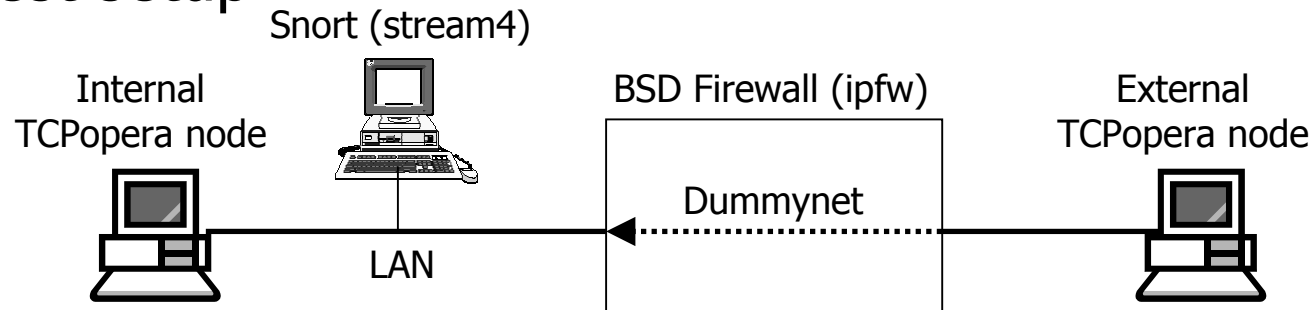 Snort (stream4)
Internal
TCPopera node
BSD Firewall (ipfw)
External
TCPopera node
Dummynet
LAN